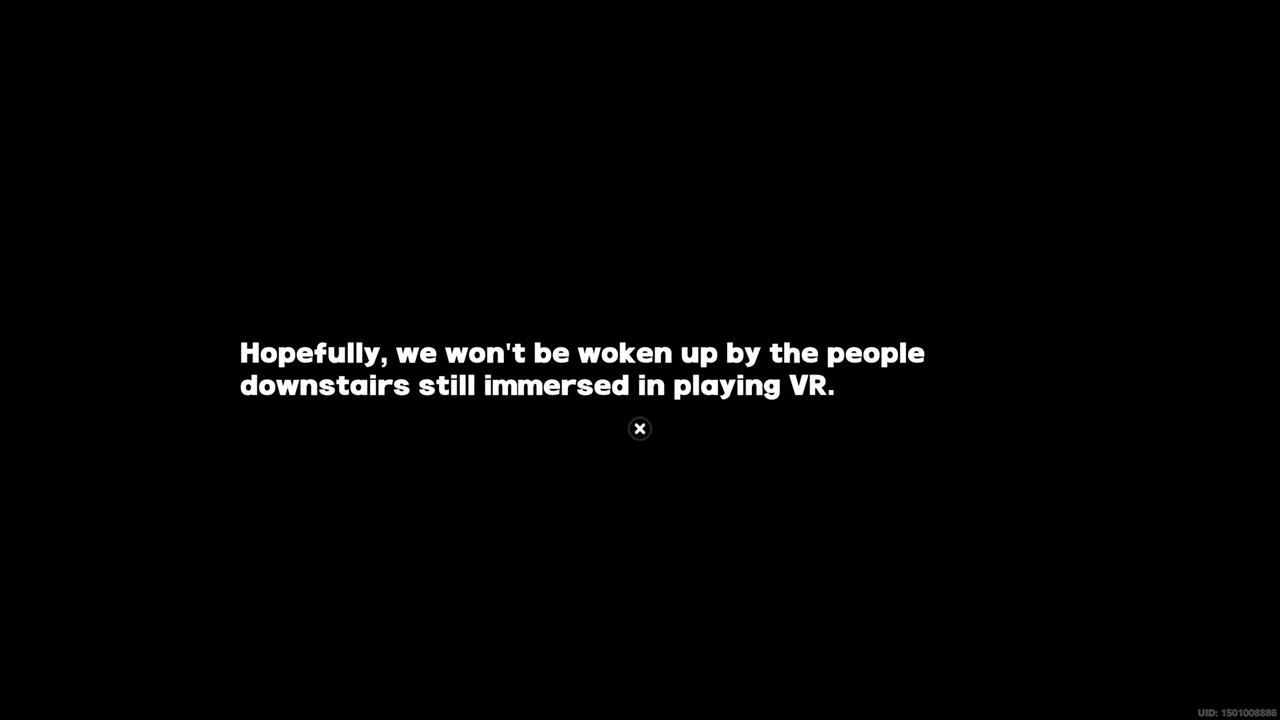 Hopefully, we won't be woken up by the people
downstairs still immersed in playing VR.
UID: 1501008886